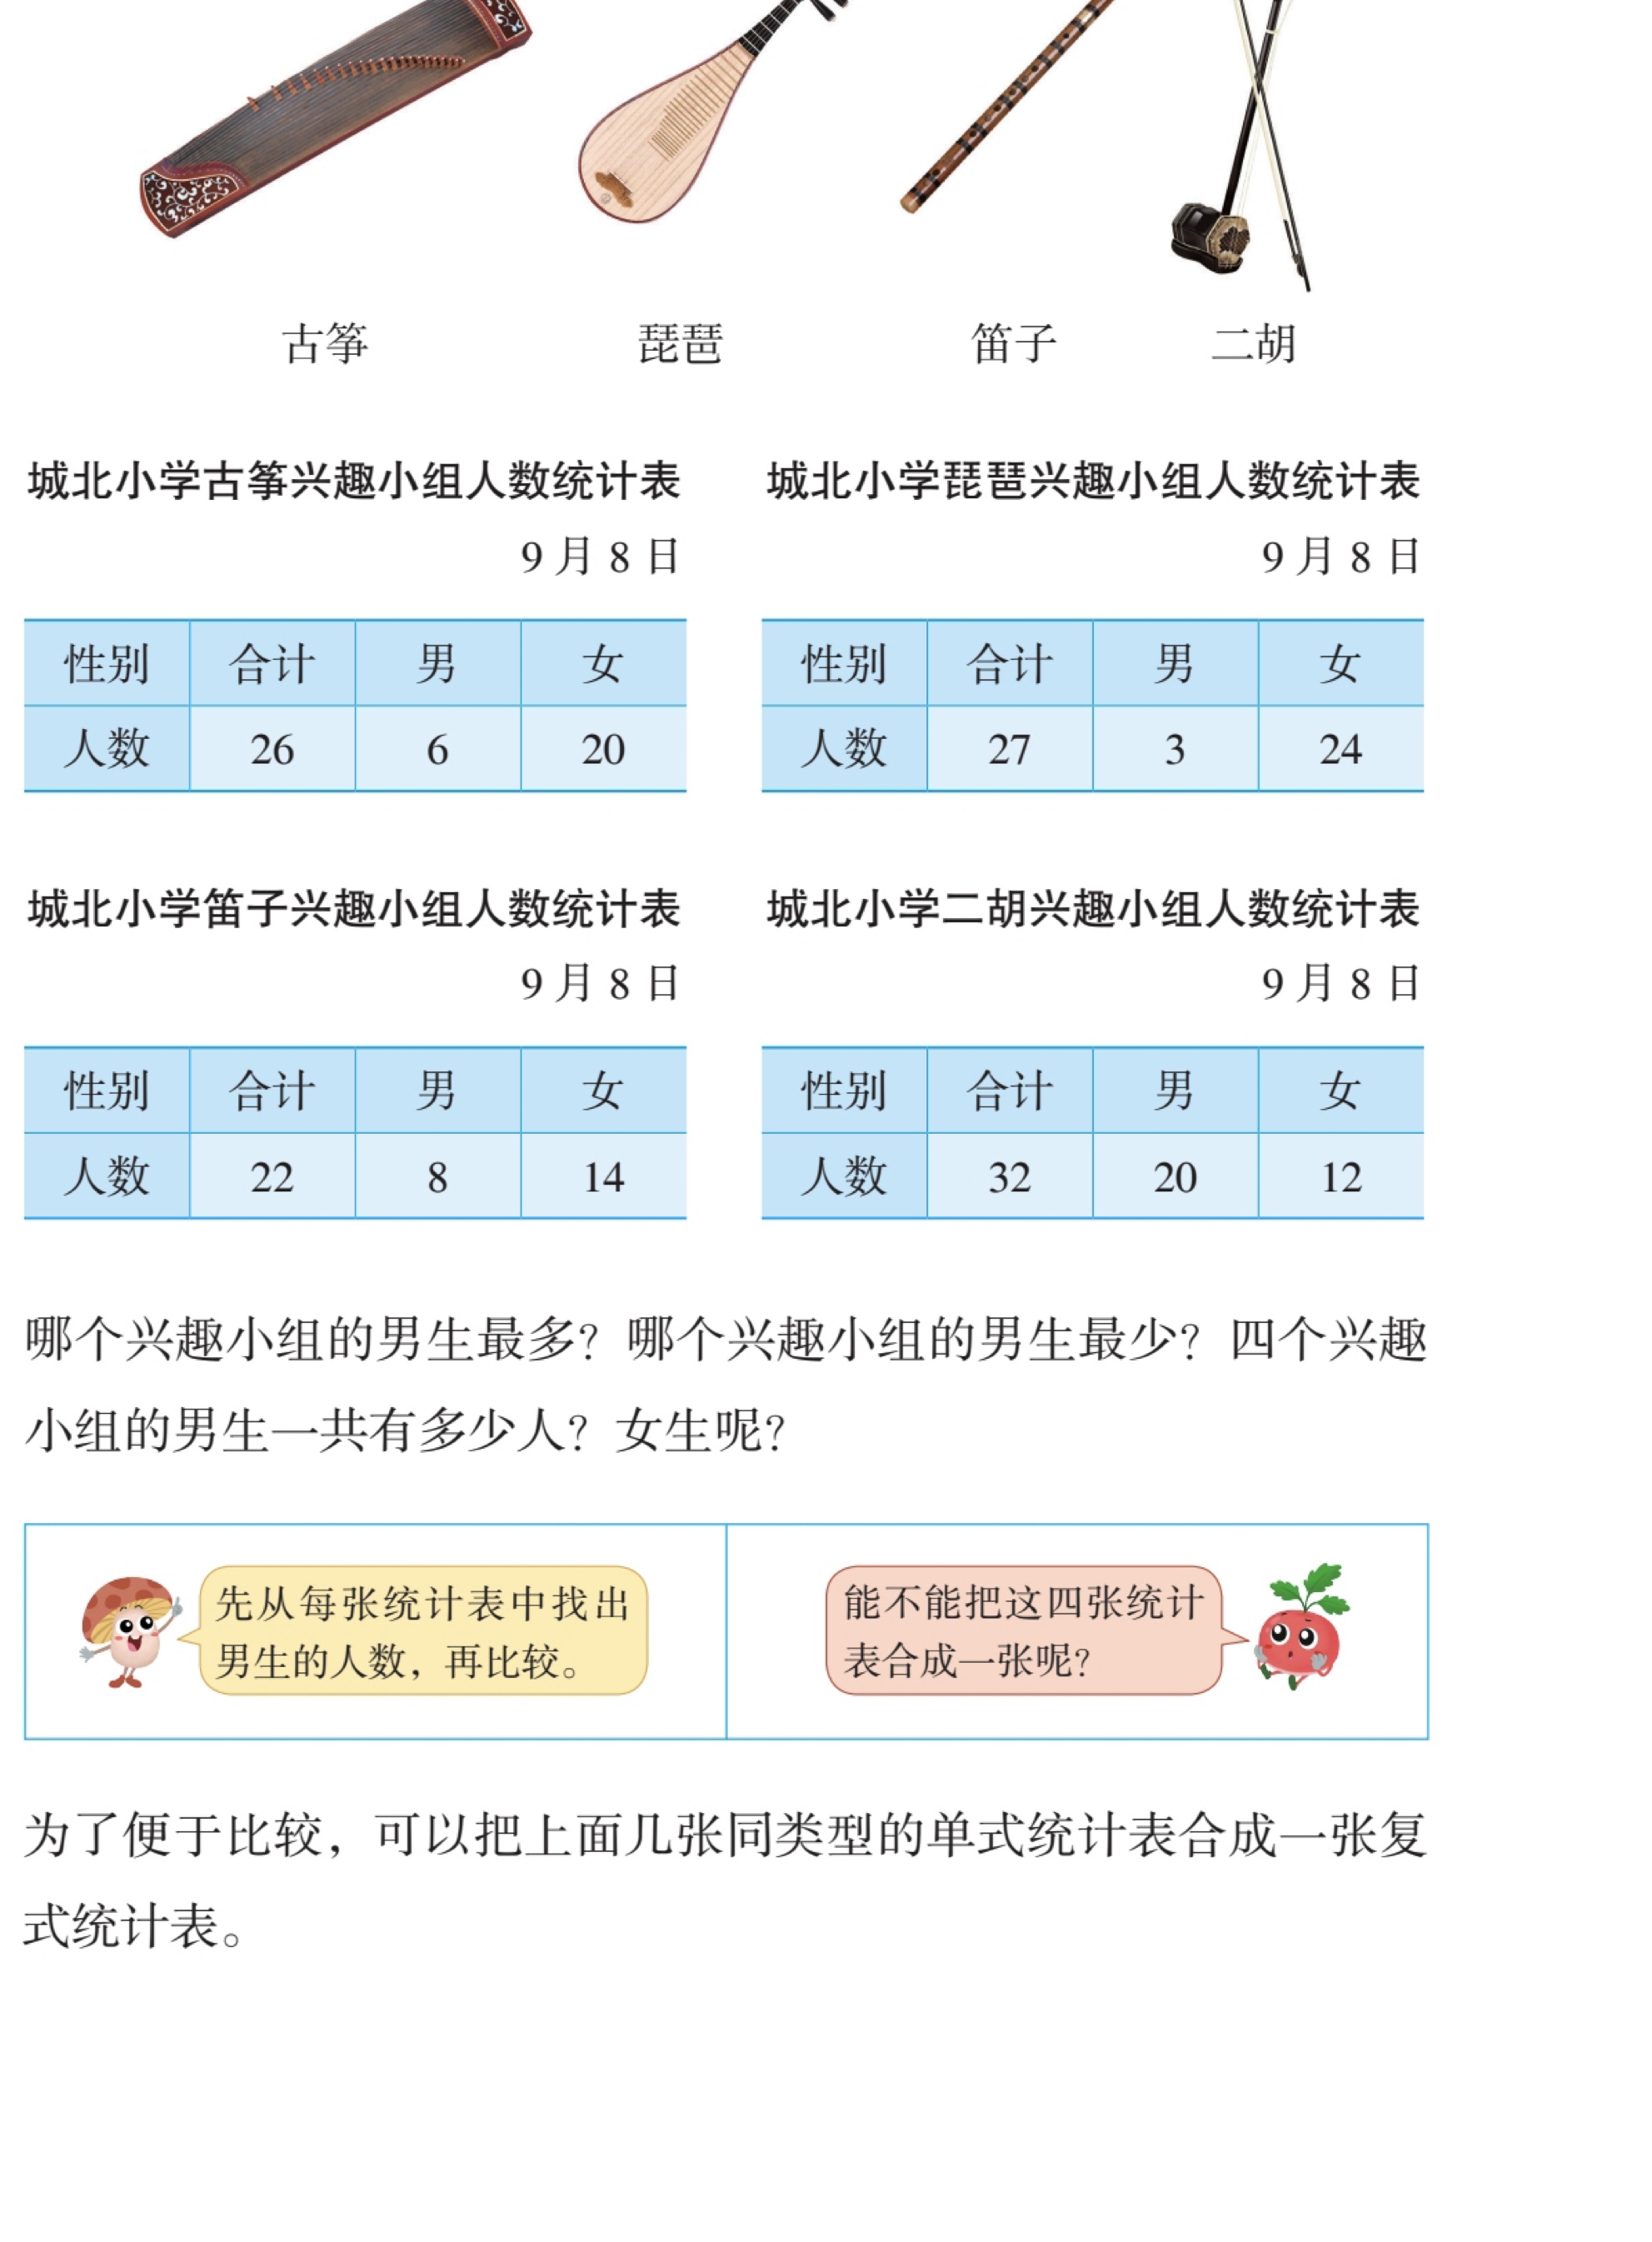 古筝 琵琶 笛子 二胡
城北小学古筝兴趣小组人数统计表
9月8日
性别 合计 男 女
人数 26 6 20
城北小学琵琶兴趣小组人数统计表
9月8日
性别 合计 男 女
人数 27 3 24
城北小学笛子兴趣小组人数统计表
9月8日
性别 合计 男 女
人数 22 8 14
城北小学二胡兴趣小组人数统计表
9月8日
性别 合计 男 女
人数 32 20 12
哪个兴趣小组的男生最多？哪个兴趣小组的男生最少？四个兴趣
小组的男生一共有多少人？女生呢？
先从每张统计表中找出
男生的人数，再比较。
能不能把这四张统计
表合成一张呢？
为了便于比较，可以把上面几张同类型的单式统计表合成一张复
式统计表。